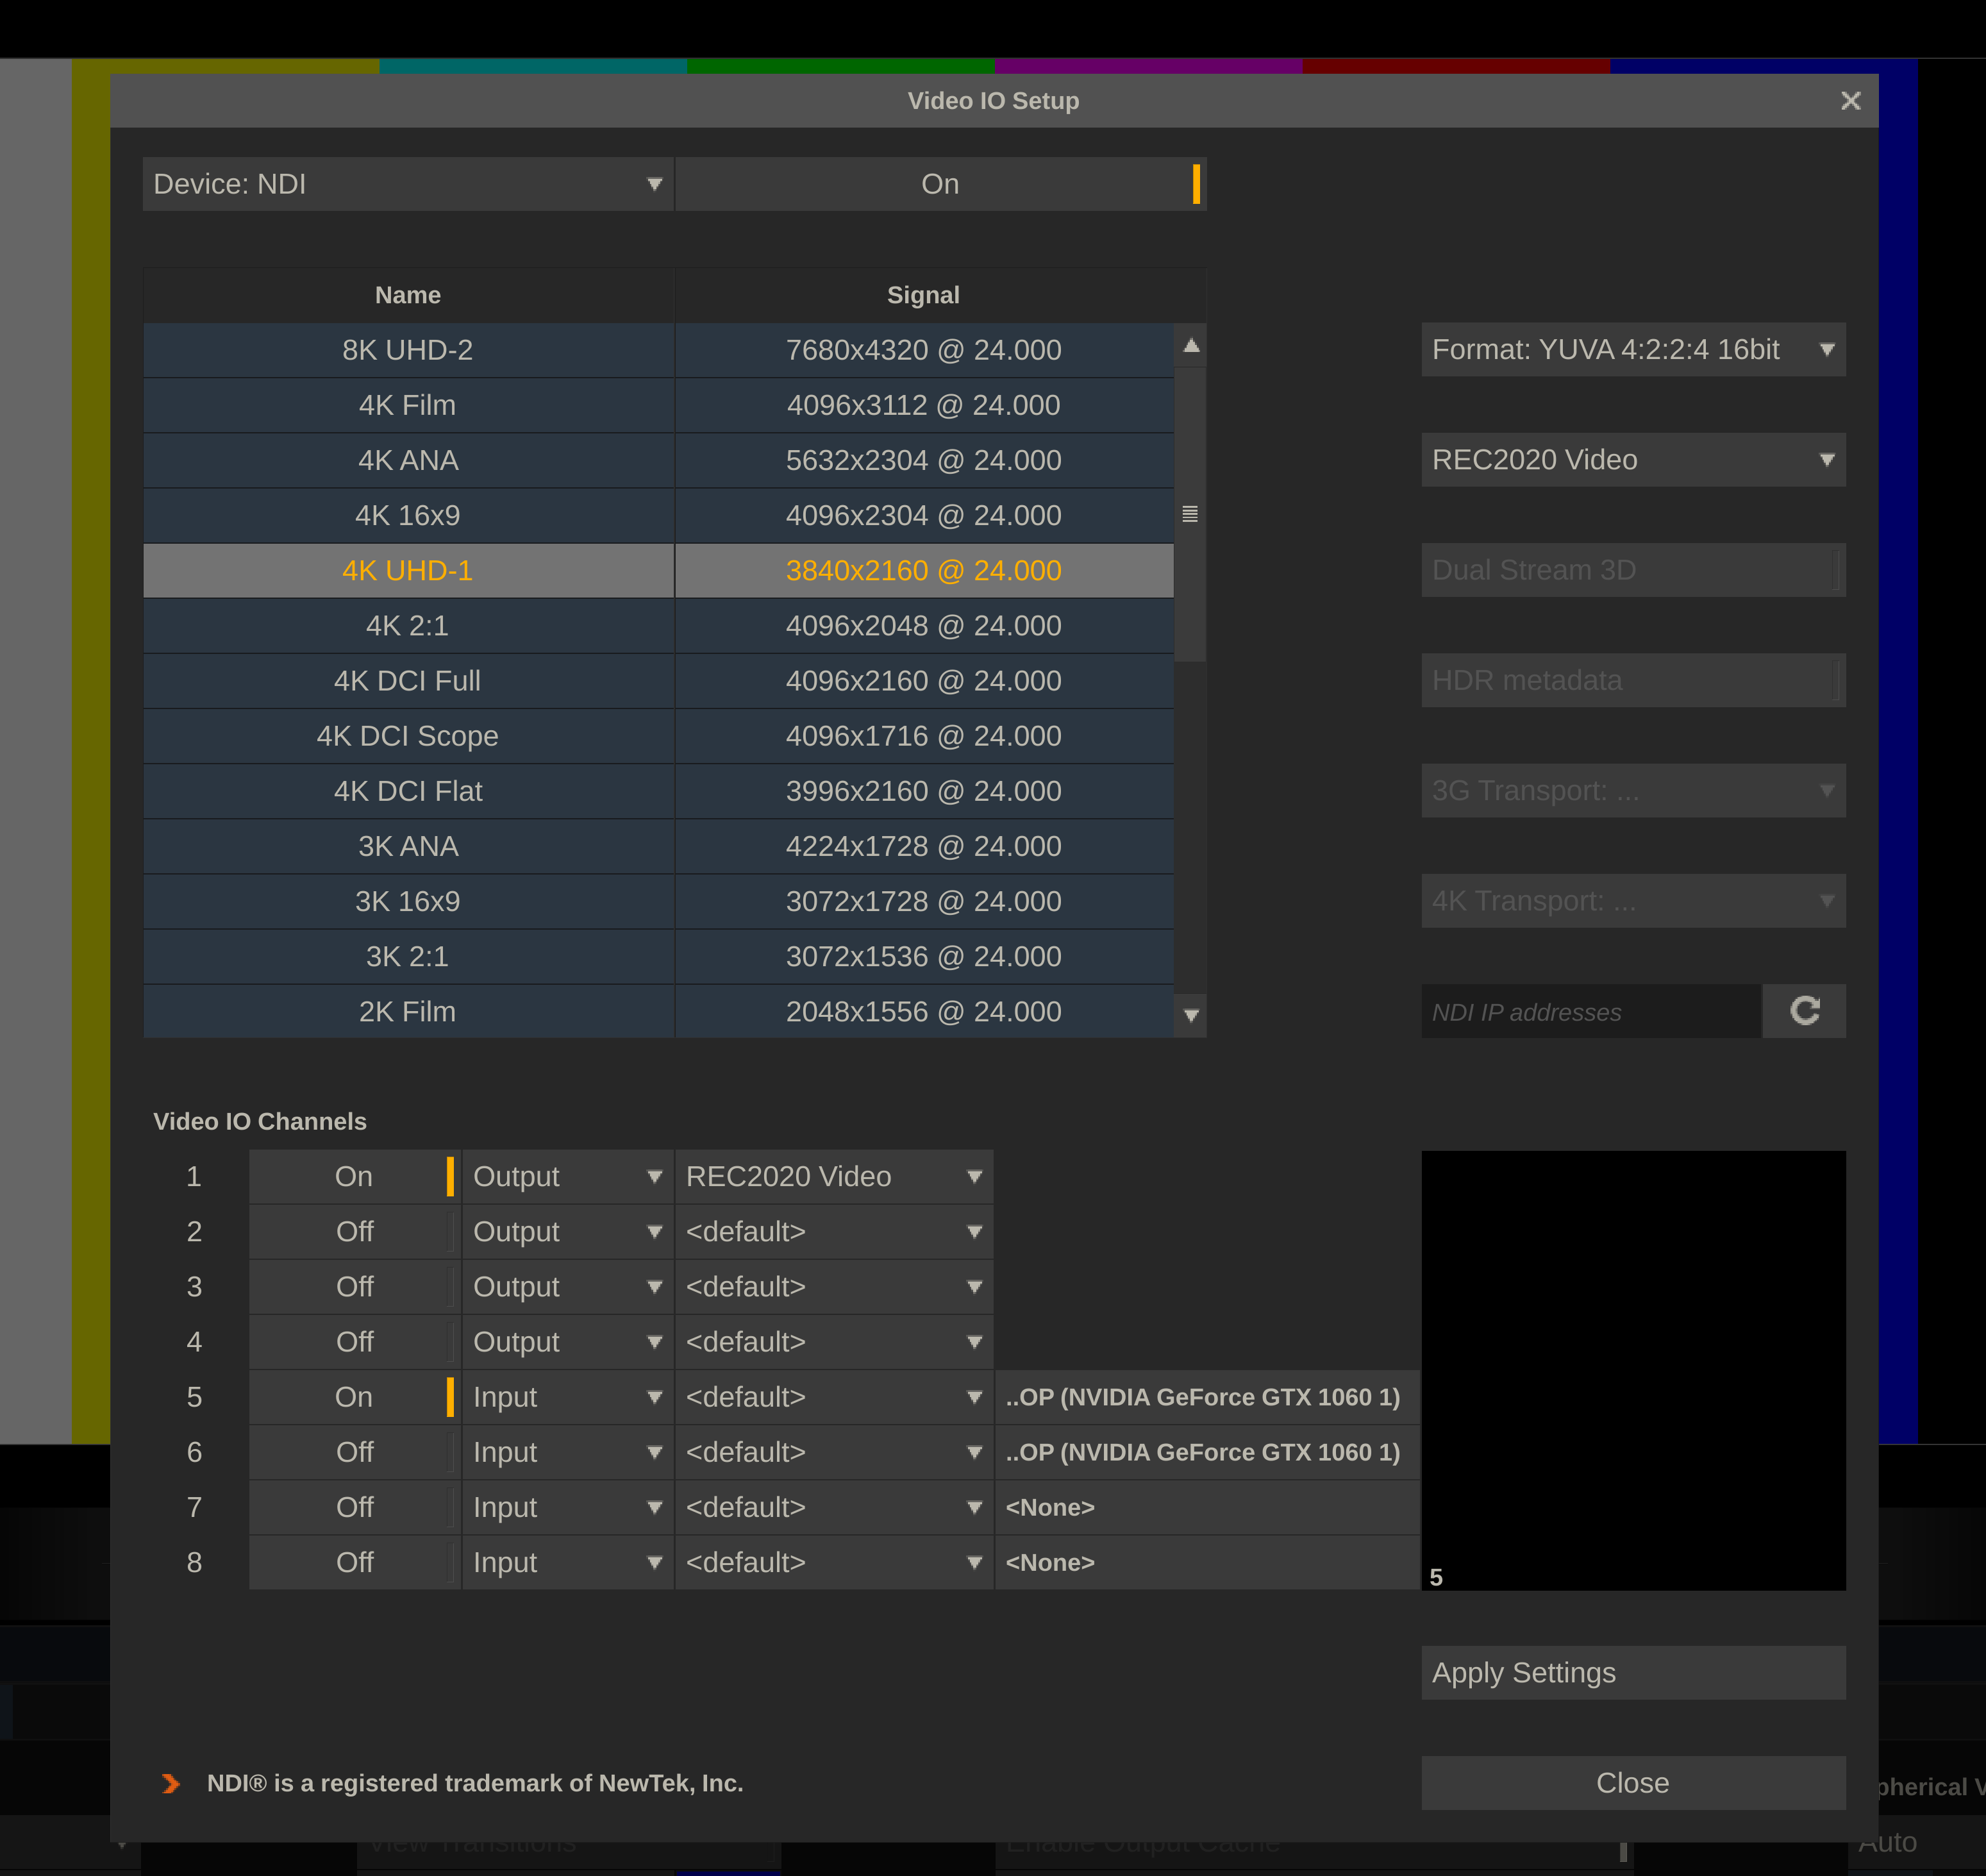 Video IO Setup
Device: NDI On
Name Signal
8K UHD-2 7680x4320 @ 24.000
Format: YUVA 4:2:2:4 16bit
4K Film 4096x3112 @ 24.000
4K ANA 5632x2304 @ 24.000
REC2020 Video
4K 16x9 4096x2304 @ 24.000
4K UHD-1 3840x2160 @ 24.000
Dual Stream 3D
4K 2:1 4096x2048 @ 24.000
4K DCI Full 4096x2160 @ 24.000
HDR metadata
4K DCI Scope 4096x1716 @ 24.000
4K DCI Flat 3996x2160 @ 24.000
3G Transport: ...
3K ANA 4224x1728 @ 24.000
3K 16x9 3072x1728 @ 24.000
4K Transport: ...
3K 2:1 3072x1536 @ 24.000
2K Film 2048x1556 @ 24.000
NDI IP addresses
Video IO Channels
1 On Output REC2020 Video
2 Off Output <default>
3 Off Output <default>
4 Off Output <default>
5 On Input <default> ..OP (NVIDIA GeForce GTX 1060 1)
6 Off Input <default> ..OP (NVIDIA GeForce GTX 1060 1)
7 Off Input <default> <None>
8 Off Input <default> <None>
5
Apply Settings
NDI® is a registered trademark of NewTek, Inc.
Close
View Transitions
Enable Output Cache
Auto